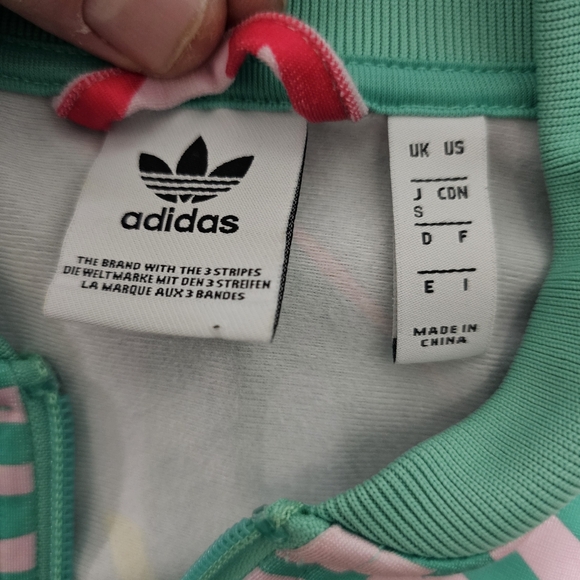 adidas
THE BRAND WITH THE 3 STRIPES
DIE WELTMARKE MIT DEN 3 STREIFEN
LA MARQUE AUX 3 BANDES
UK US
J CDN
S
D F
E I
MADE IN
CHINA